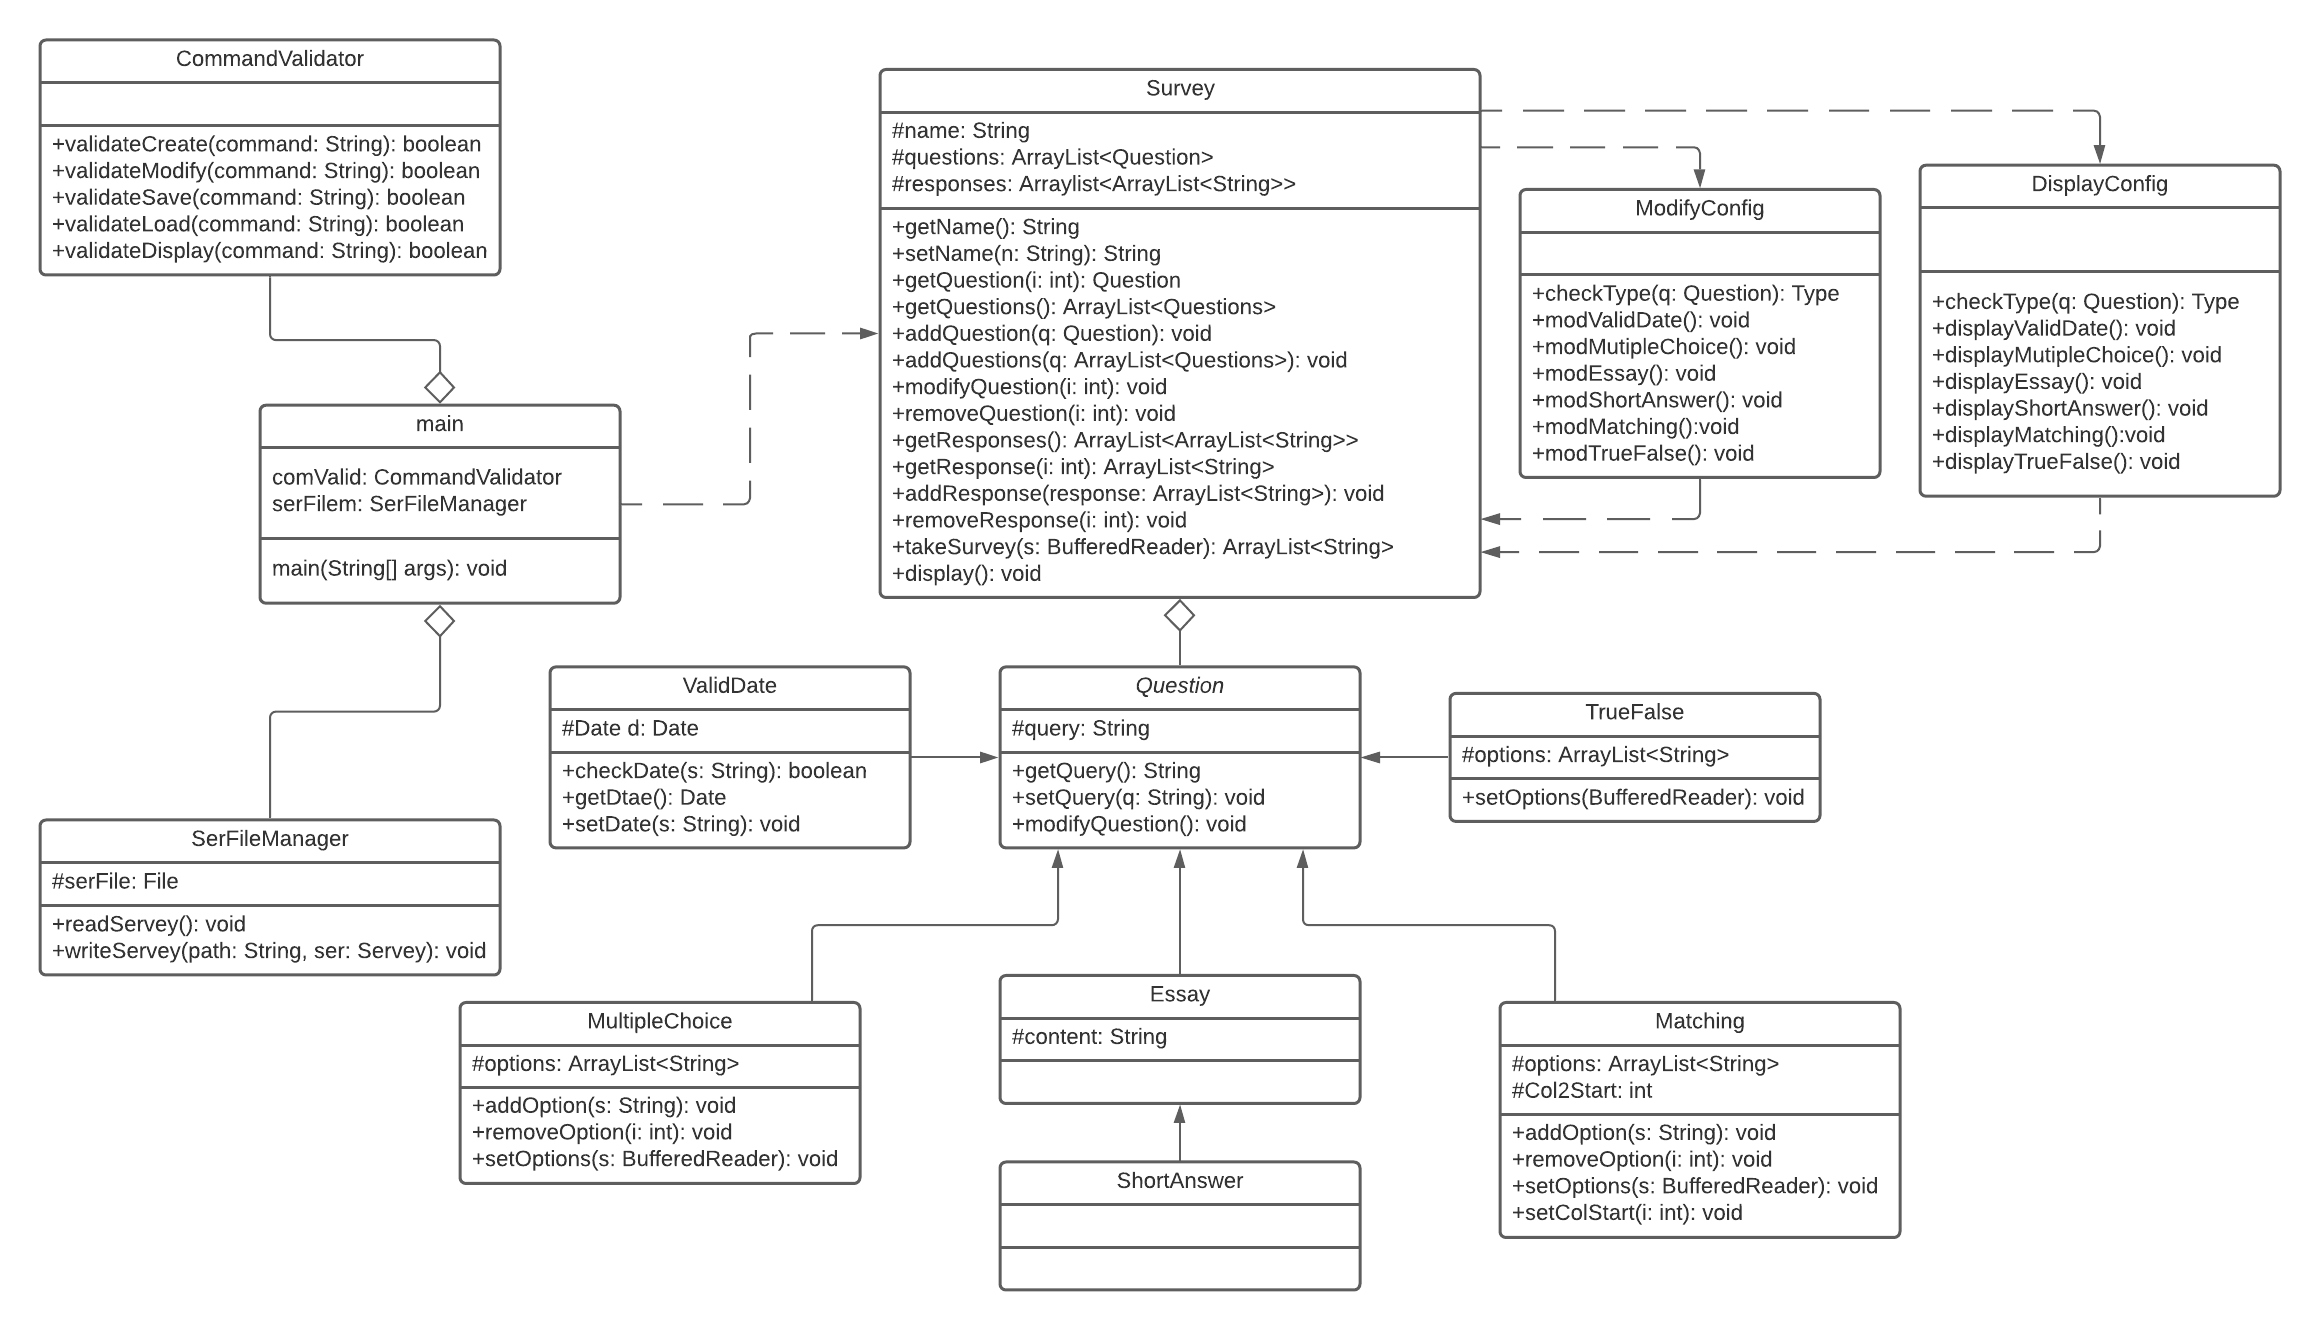 CommandValidator
+validateCreate(command: String): boolean
+validateModify(command: String): boolean
+validateSave(command: String): boolean
+validateLoad(command: String): boolean
+validateDisplay(command: String): boolean
Survey
#name: String
#questions: ArrayList<Question>
#responses: Arraylist<ArrayList<String>>
+getName(): String
+setName(n: String): String
+getQuestion(i: int): Question
+getQuestions(): ArrayList<Questions>
+addQuestion(q: Question): void
+addQuestions(q: ArrayList<Questions>): void
+modifyQuestion(i: int): void
+removeQuestion(i: int): void
+getResponses(): ArrayList<ArrayList<String>>
+getResponse(i: int): ArrayList<String>
+addResponse(response: ArrayList<String>): void
+removeResponse(i: int): void
+takeSurvey(s: BufferedReader): ArrayList<String>
+display(): void
ModifyConfig
+checkType(q: Question): Type
+modValidDate(): void
+modMutipleChoice(): void
+modEssay(): void
+modShortAnswer(): void
+modMatching():void
+modTrueFalse(): void
DisplayConfig
+checkType(q: Question): Type
+displayValidDate(): void
+displayMutipleChoice(): void
+displayEssay(): void
+displayShortAnswer(): void
+displayMatching():void
+displayTrueFalse(): void
main
comValid: CommandValidator
serFilem: SerFileManager
main(String[] args): void
ValidDate
#Date d: Date
+checkDate(s: String): boolean
+getDtae(): Date
+setDate(s: String): void
Question
#query: String
+getQuery(): String
+setQuery(q: String): void
+modifyQuestion(): void
TrueFalse
#options: ArrayList<String>
+setOptions(BufferedReader): void
SerFileManager
#serFile: File
+readServey(): void
+writeServey(path: String, ser: Servey): void
MultipleChoice
#options: ArrayList<String>
+addOption(s: String): void
+removeOption(i: int): void
+setOptions(s: BufferedReader): void
Essay
#content: String
Matching
#options: ArrayList<String>
#Col2Start: int
+addOption(s: String): void
+removeOption(i: int): void
+setOptions(s: BufferedReader): void
+setColStart(i: int): void
ShortAnswer